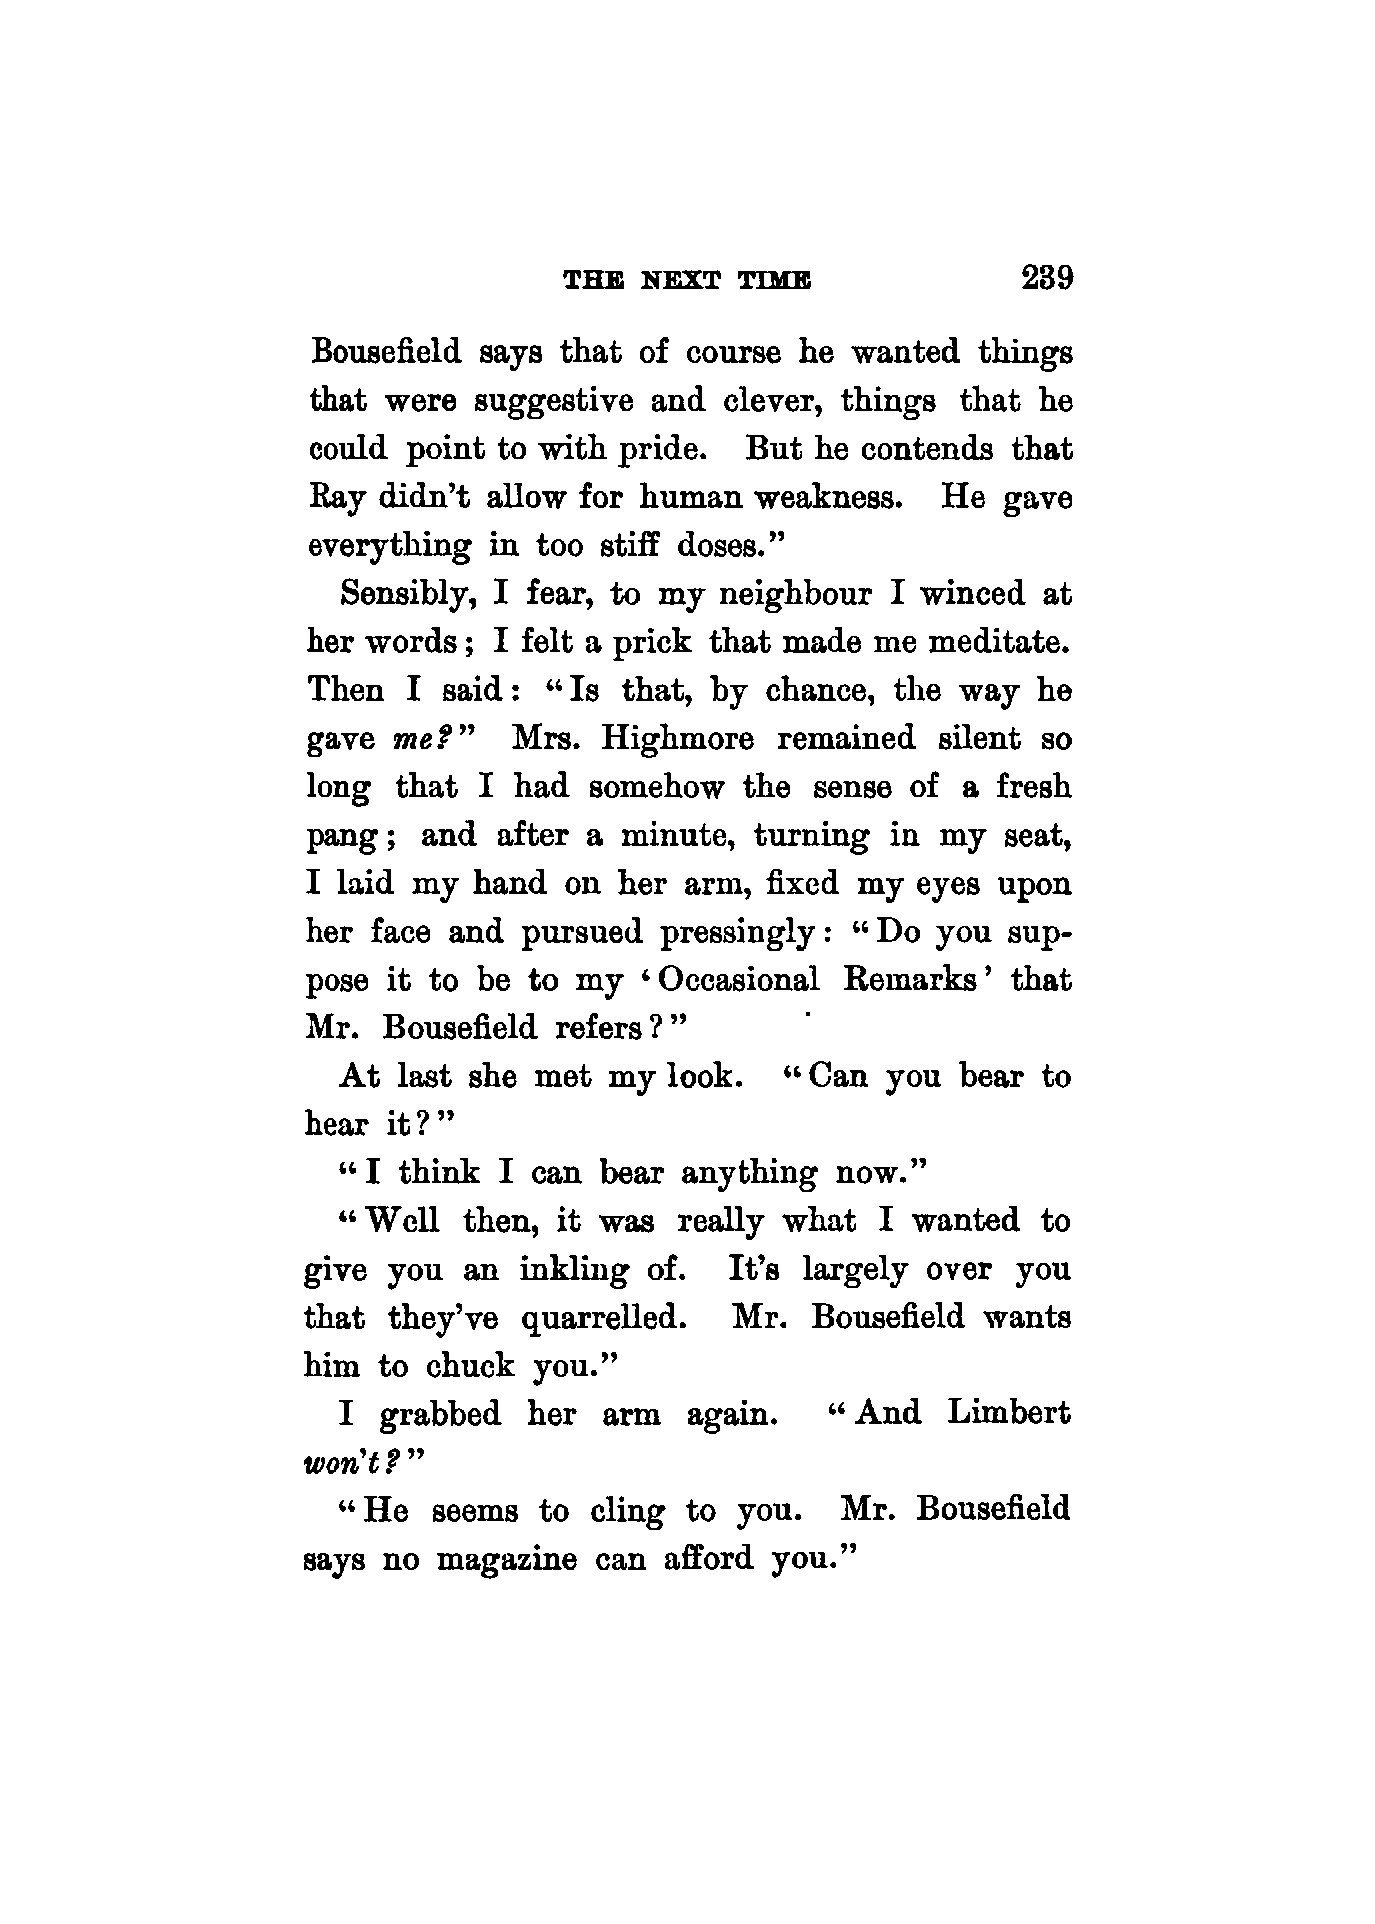 THE NEXT TIME 239
Bousefield says that of course he wanted things
that were suggestive and clever, things that he
could point to with pride. But he contends that
Ray didn't allow for human weakness. He gave
everything in too stiff doses."
Sensibly, I fear, to my neighbour I winced at
her words; I felt a prick that made me meditate.
Then I said: "Is that, by chance, the way he
gave me?" Mrs. Highmore remained silent so
long that I had somehow the sense of a fresh
pang; and after a minute, turning in my seat,
I laid my hand on her arm, fixed my eyes upon
her face and pursued pressingly: "Do you sup-
pose it to be to my 'Occasional Remarks' that
Mr. Bousefield refers?"
At last she met my look. "Can you bear to
hear it?"
"I think I can bear anything now."
"Well then, it was really what I wanted to
give you an inkling of. It's largely over you
that they've quarrelled. Mr. Bousefield wants
him to chuck you."
I grabbed her arm again. "And Limbert
won't?"
"He seems to cling to you. Mr. Bousefield
says no magazine can afford you."